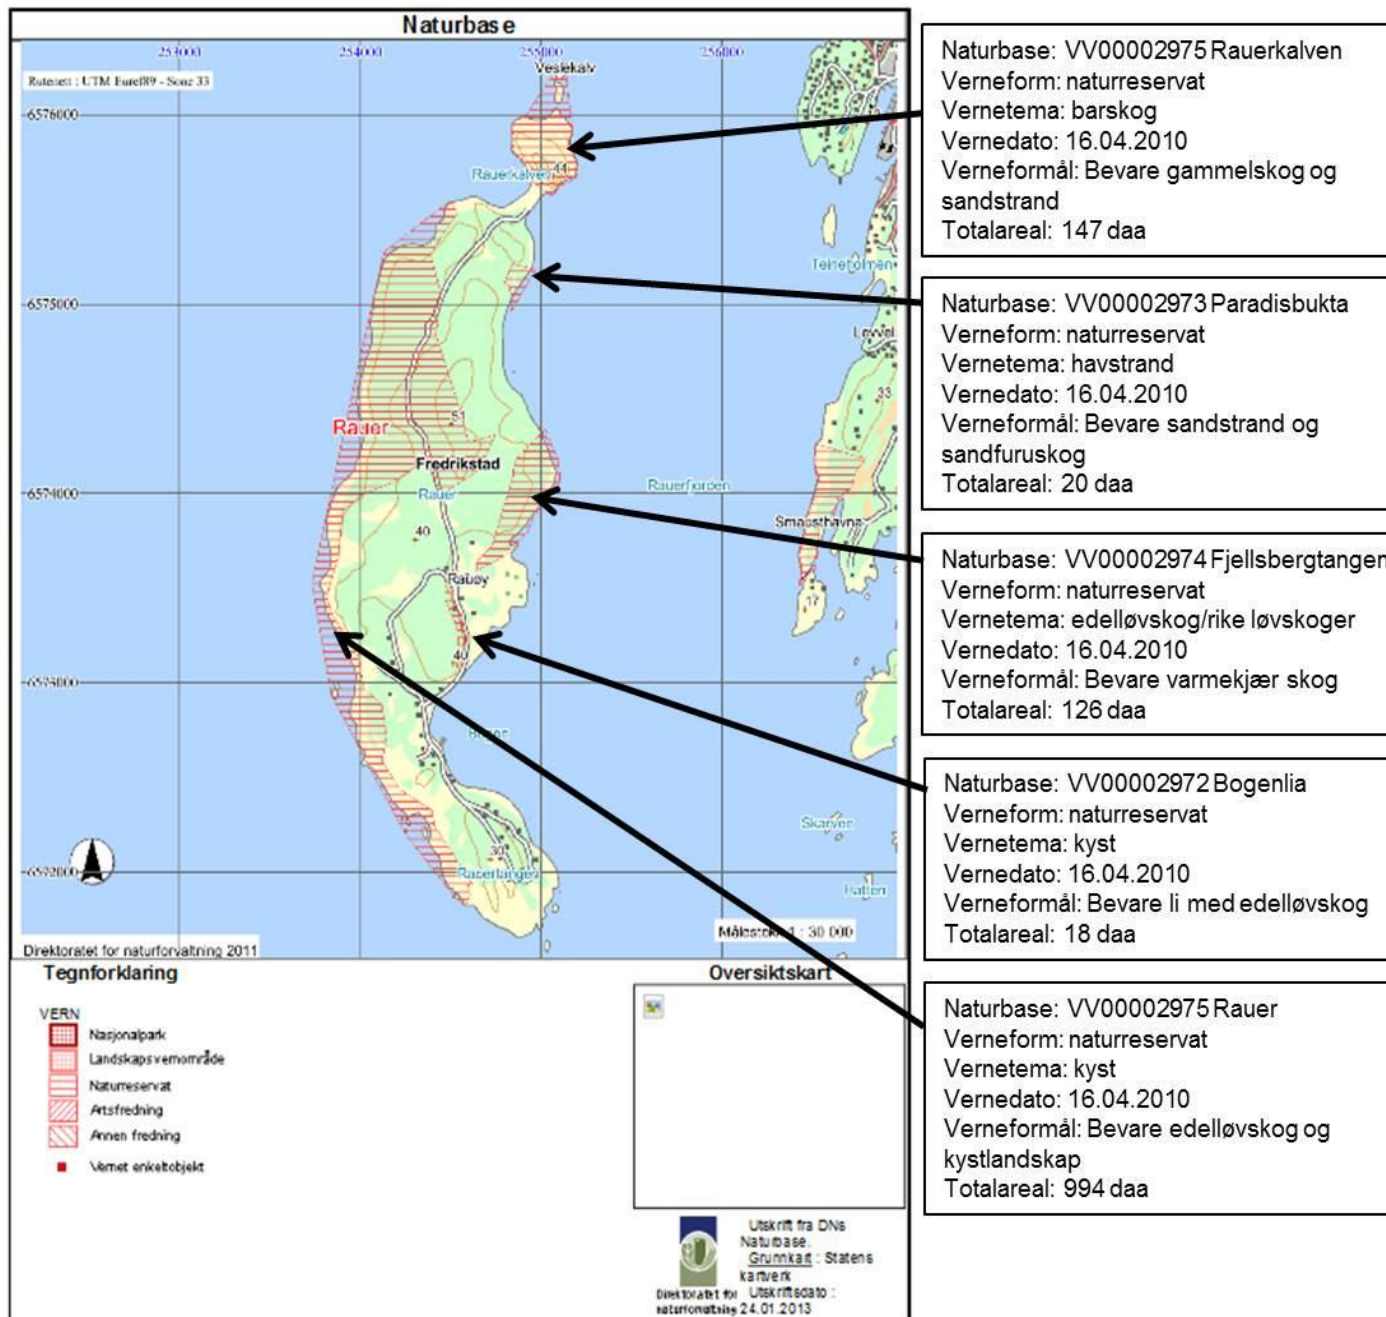 Naturbase
253000
254000
255000
256000
Veslekalv
Rutenett : UTM Euref89 - Sone 33
6576000
Rauerkalven
44
Teineholmen
6575000
Løvvel
33
51
Rauer
Fredrikstad
6574000
Rauer
Rauerfjorden
Smausthavna
40
Rauøy
17
40
6573000
Bogen
Skarven
30
6572000
Rauertangen
Hatten
Målestokk 1 : 30 000
Direktoratet for naturforvaltning 2011
Tegnforklaring
VERN
Nasjonalpark
Landskapsvernområde
Naturreservat
Artsfredning
Annen fredning
Vernet enkeltobjekt
Oversiktskart
Utskrift fra DNs
Naturbase.
Grunnkart : Statens
kartverk
Direktoratet for
naturforvaltning
Utskriftsdato :
24.01.2013
Naturbase: VV00002975 Rauerkalven
Verneform: naturreservat
Vernetema: barskog
Vernedato: 16.04.2010
Verneformål: Bevare gammelskog og
sandstrand
Totalareal: 147 daa
Naturbase: VV00002973 Paradisbukta
Verneform: naturreservat
Vernetema: havstrand
Vernedato: 16.04.2010
Verneformål: Bevare sandstrand og
sandfuruskog
Totalareal: 20 daa
Naturbase: VV00002974 Fjellsbergtangen
Verneform: naturreservat
Vernetema: edelløvskog/rike løvskoger
Vernedato: 16.04.2010
Verneformål: Bevare varmekjær skog
Totalareal: 126 daa
Naturbase: VV00002972 Bogenlia
Verneform: naturreservat
Vernetema: kyst
Vernedato: 16.04.2010
Verneformål: Bevare li med edelløvskog
Totalareal: 18 daa
Naturbase: VV00002975 Rauer
Verneform: naturreservat
Vernetema: kyst
Vernedato: 16.04.2010
Verneformål: Bevare edelløvskog og
kystlandskap
Totalareal: 994 daa